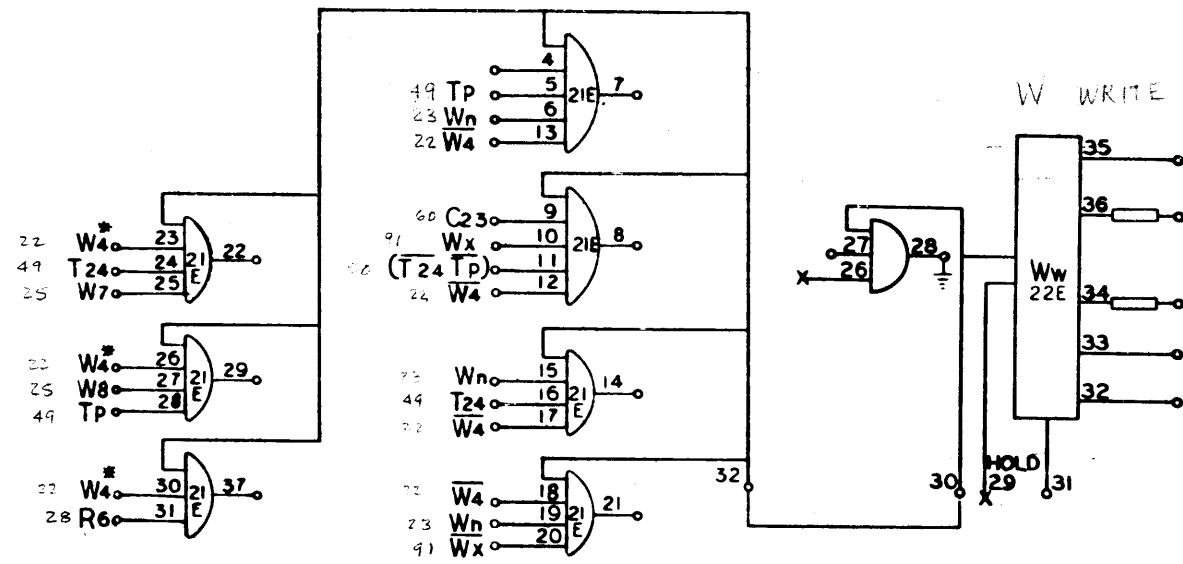 W WRITE
4
49 Tp 5
23 Wn 6
22 W̅4̅ 13
21E 7
60 C23 9
91 Wx 10
(T̅2̅4̅ T̅p̅) 11
22 W̅4̅ 12
21E 8
Wn 15
49 T24 16
W̅4̅ 17
21 E 14
W̅4̅ 18
23 Wn 19
91 W̅x̅ 20
21 E 21
22 W4* 23
49 T24 24
25 W7 25
21 E 22
22 W4* 26
25 W8 27
49 Tp 28
21 E 29
22 W4* 30
28 R6 31
21 E 37
32
27
X 26
28
30
HOLD
29
X
31
Ww
22E
35
36
34
33
32